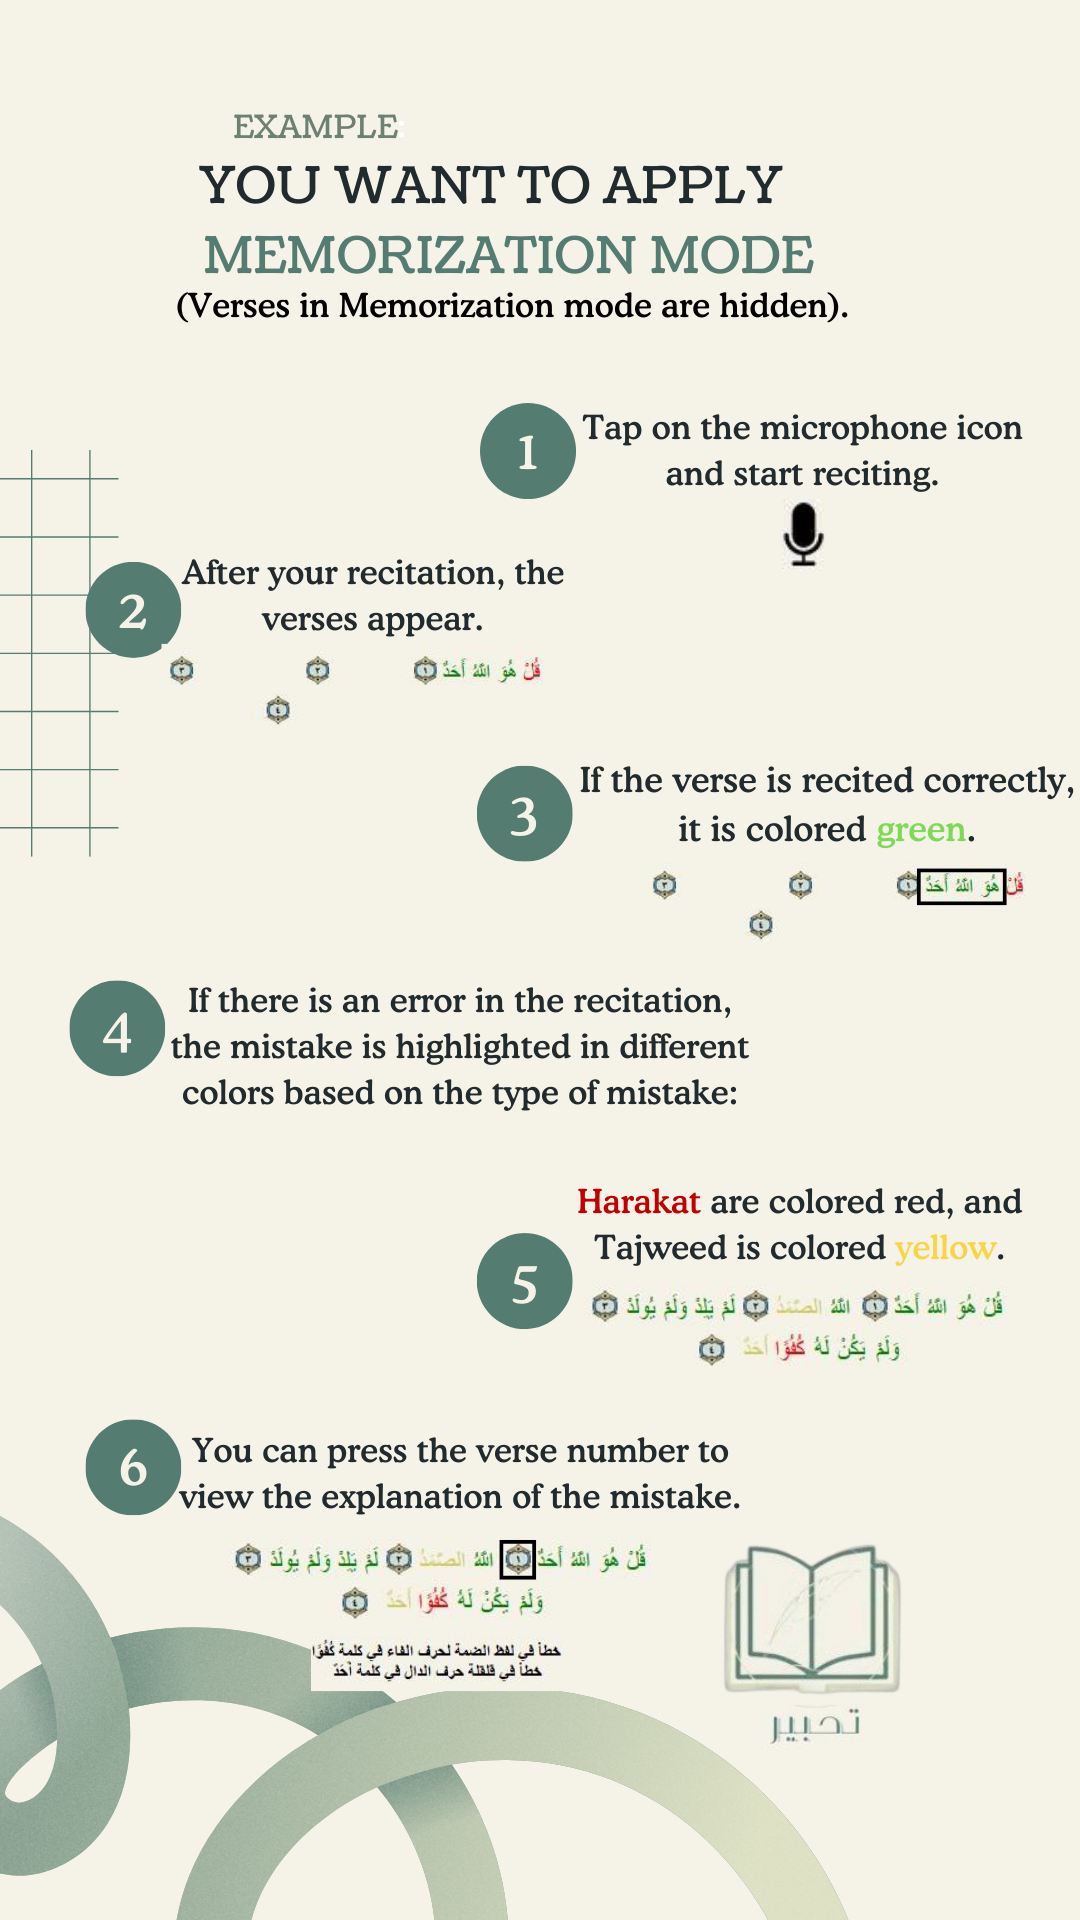 EXAMPLE:
YOU WANT TO APPLY
MEMORIZATION MODE
(Verses in Memorization mode are hidden).
1
Tap on the microphone icon
and start reciting.
2
After your recitation, the
verses appear.
قُلْ هُوَ اللَّهُ أَحَدٌ ١ ٢ ٣
٤
3
If the verse is recited correctly,
it is colored green.
قُلْ هُوَ اللَّهُ أَحَدٌ ١ ٢ ٣
٤
4
If there is an error in the recitation,
the mistake is highlighted in different
colors based on the type of mistake:
5
Harakat are colored red, and
Tajweed is colored yellow.
قُلْ هُوَ اللَّهُ أَحَدٌ ١ اللَّهُ الصَّمَدُ ٢ لَمْ يَلِدْ وَلَمْ يُولَدْ ٣
وَلَمْ يَكُنْ لَهُ كُفُوًا أَحَدٌ ٤
6
You can press the verse number to
view the explanation of the mistake.
قُلْ هُوَ اللَّهُ أَحَدٌ ١ اللَّهُ الصَّمَدُ ٢ لَمْ يَلِدْ وَلَمْ يُولَدْ ٣
وَلَمْ يَكُنْ لَهُ كُفُوًا أَحَدٌ ٤
خطأ في لفظ الضمة لحرف الفاء في كلمة كُفُوًا
خطأ في قلقلة حرف الدال في كلمة أَحَدٌ
تحبير